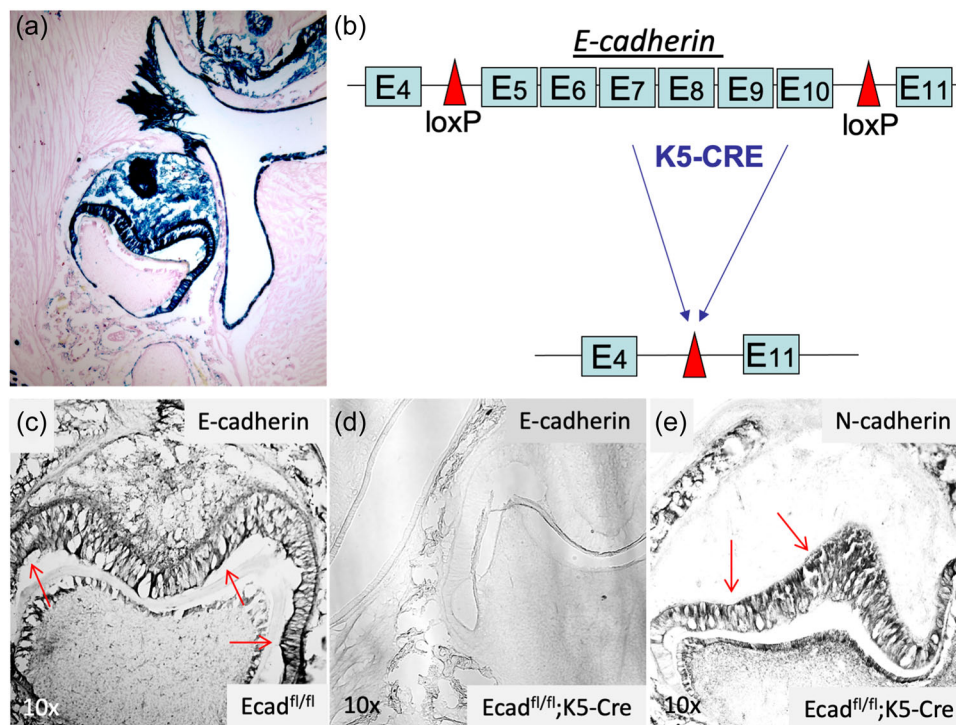 (a)
(b)
E-cadherin
E4 E5 E6 E7 E8 E9 E10 E11
loxP loxP
K5-CRE
E4 E11
(c) E-cadherin
10x Ecadfl/fl
(d) E-cadherin
10x Ecadfl/fl;K5-Cre
(e) N-cadherin
10x Ecadfl/fl;K5-Cre